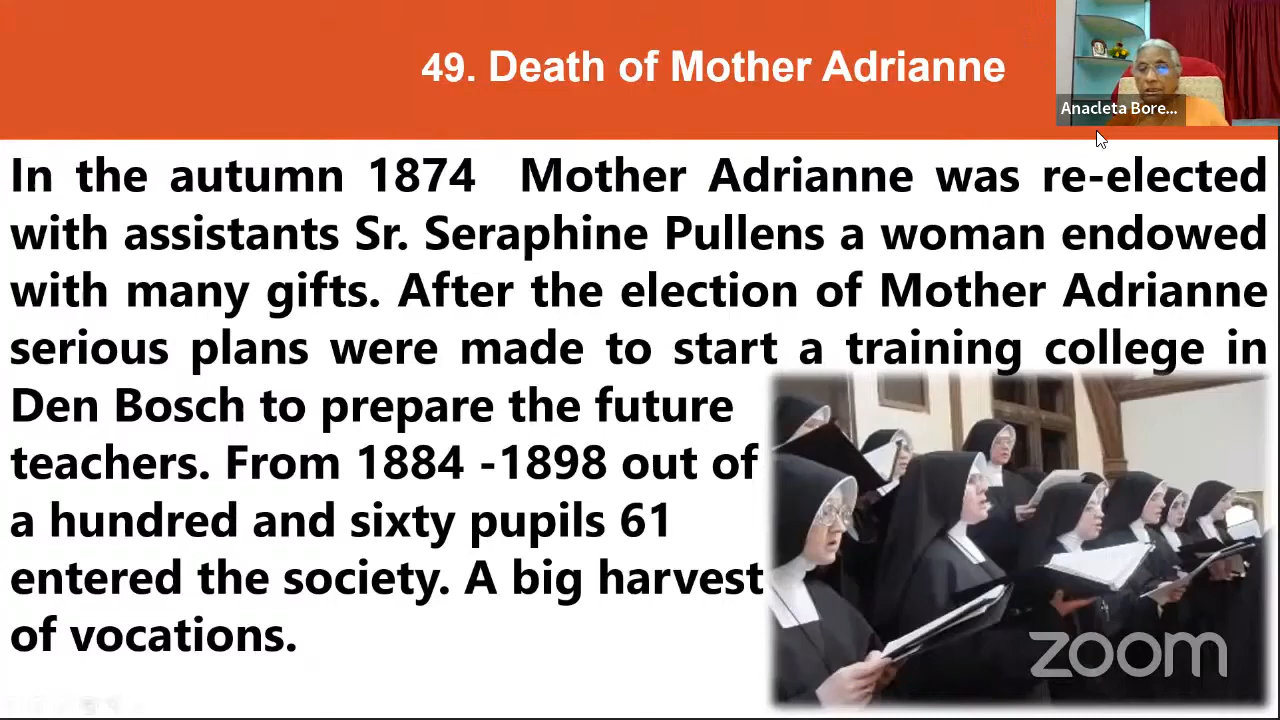 49. Death of Mother Adrianne
Anacleta Bore...
In the autumn 1874 Mother Adrianne was re-elected
with assistants Sr. Seraphine Pullens a woman endowed
with many gifts. After the election of Mother Adrianne
serious plans were made to start a training college in
Den Bosch to prepare the future
teachers. From 1884 -1898 out of
a hundred and sixty pupils 61
entered the society. A big harvest
of vocations.
zoom